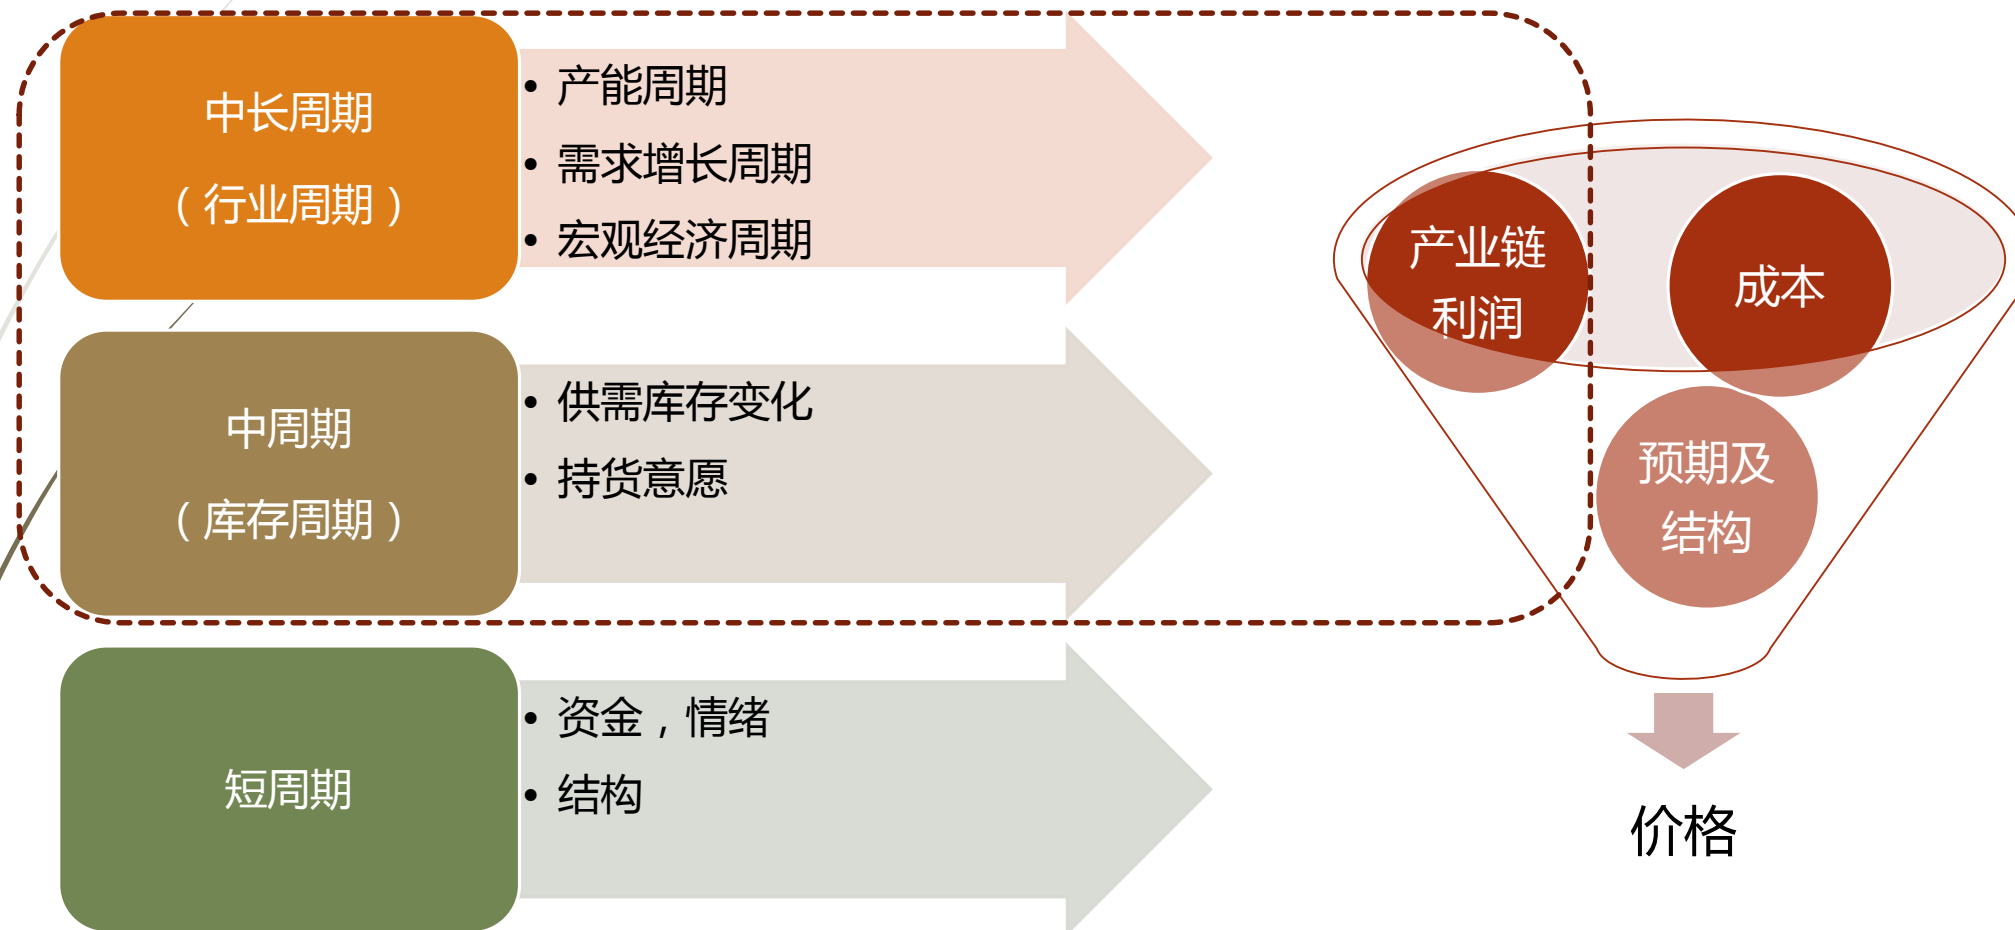 中长周期
（行业周期）
• 产能周期
• 需求增长周期
• 宏观经济周期
中周期
（库存周期）
• 供需库存变化
• 持货意愿
短周期
• 资金，情绪
• 结构
产业链
利润
成本
预期及
结构
价格